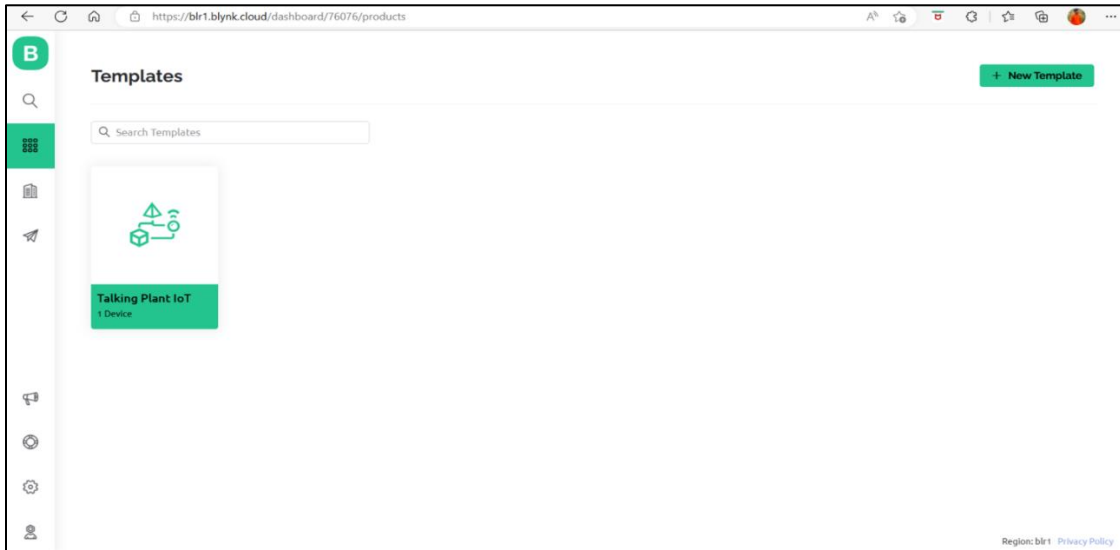 https://blr1.blynk.cloud/dashboard/76076/products
B
Templates
+ New Template
Search Templates
Talking Plant IoT
1 Device
Region: blr1 Privacy Policy